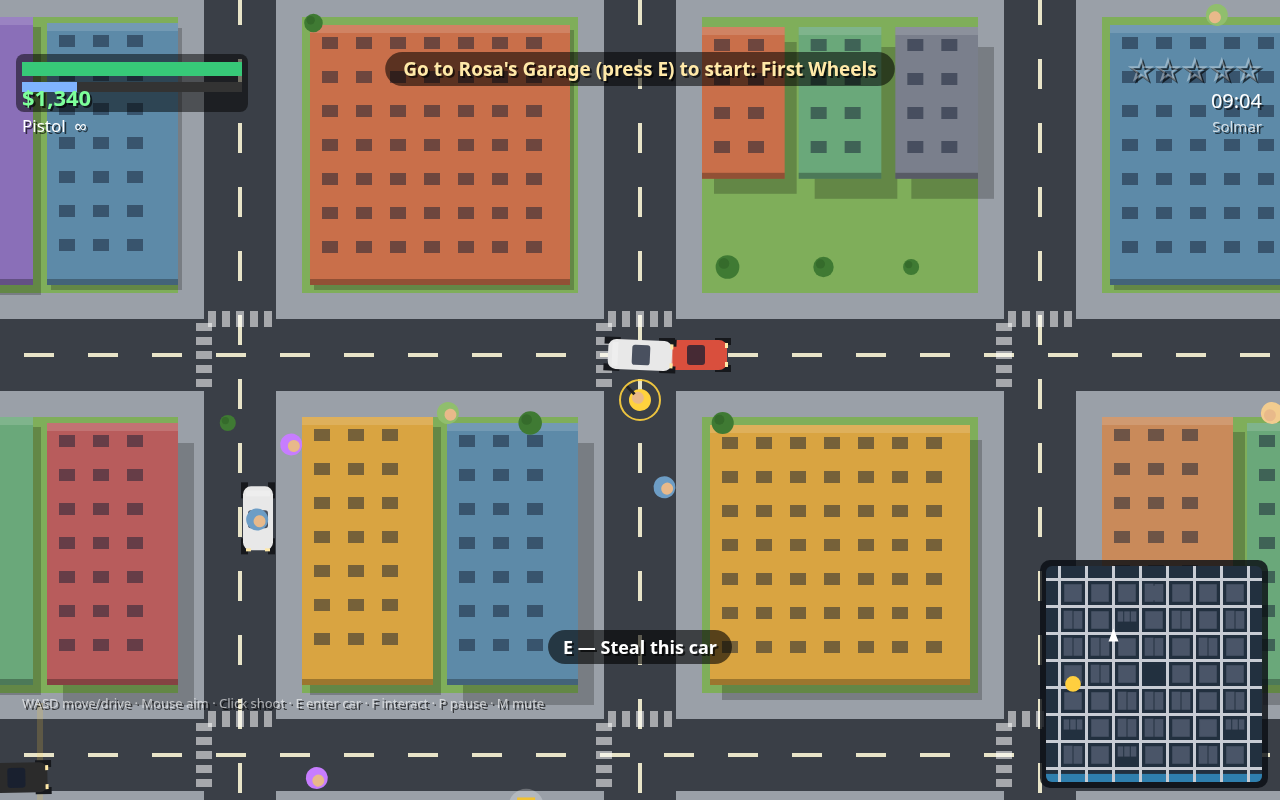 Go to Rosa's Garage (press E) to start: First Wheels
$1,340
Pistol ∞
09:04
Solmar
E — Steal this car
WASD move/drive · Mouse aim · Click shoot · E enter car · F interact · P pause · M mute